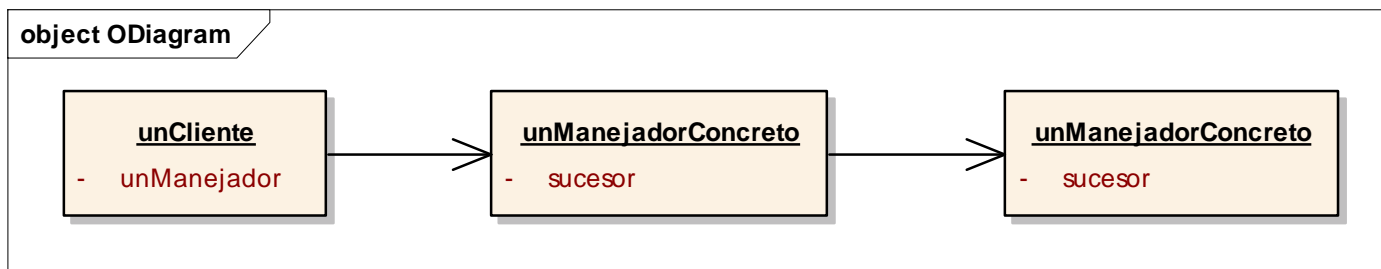 object ODiagram
unCliente
- unManejador
unManejadorConcreto
- sucesor
unManejadorConcreto
- sucesor